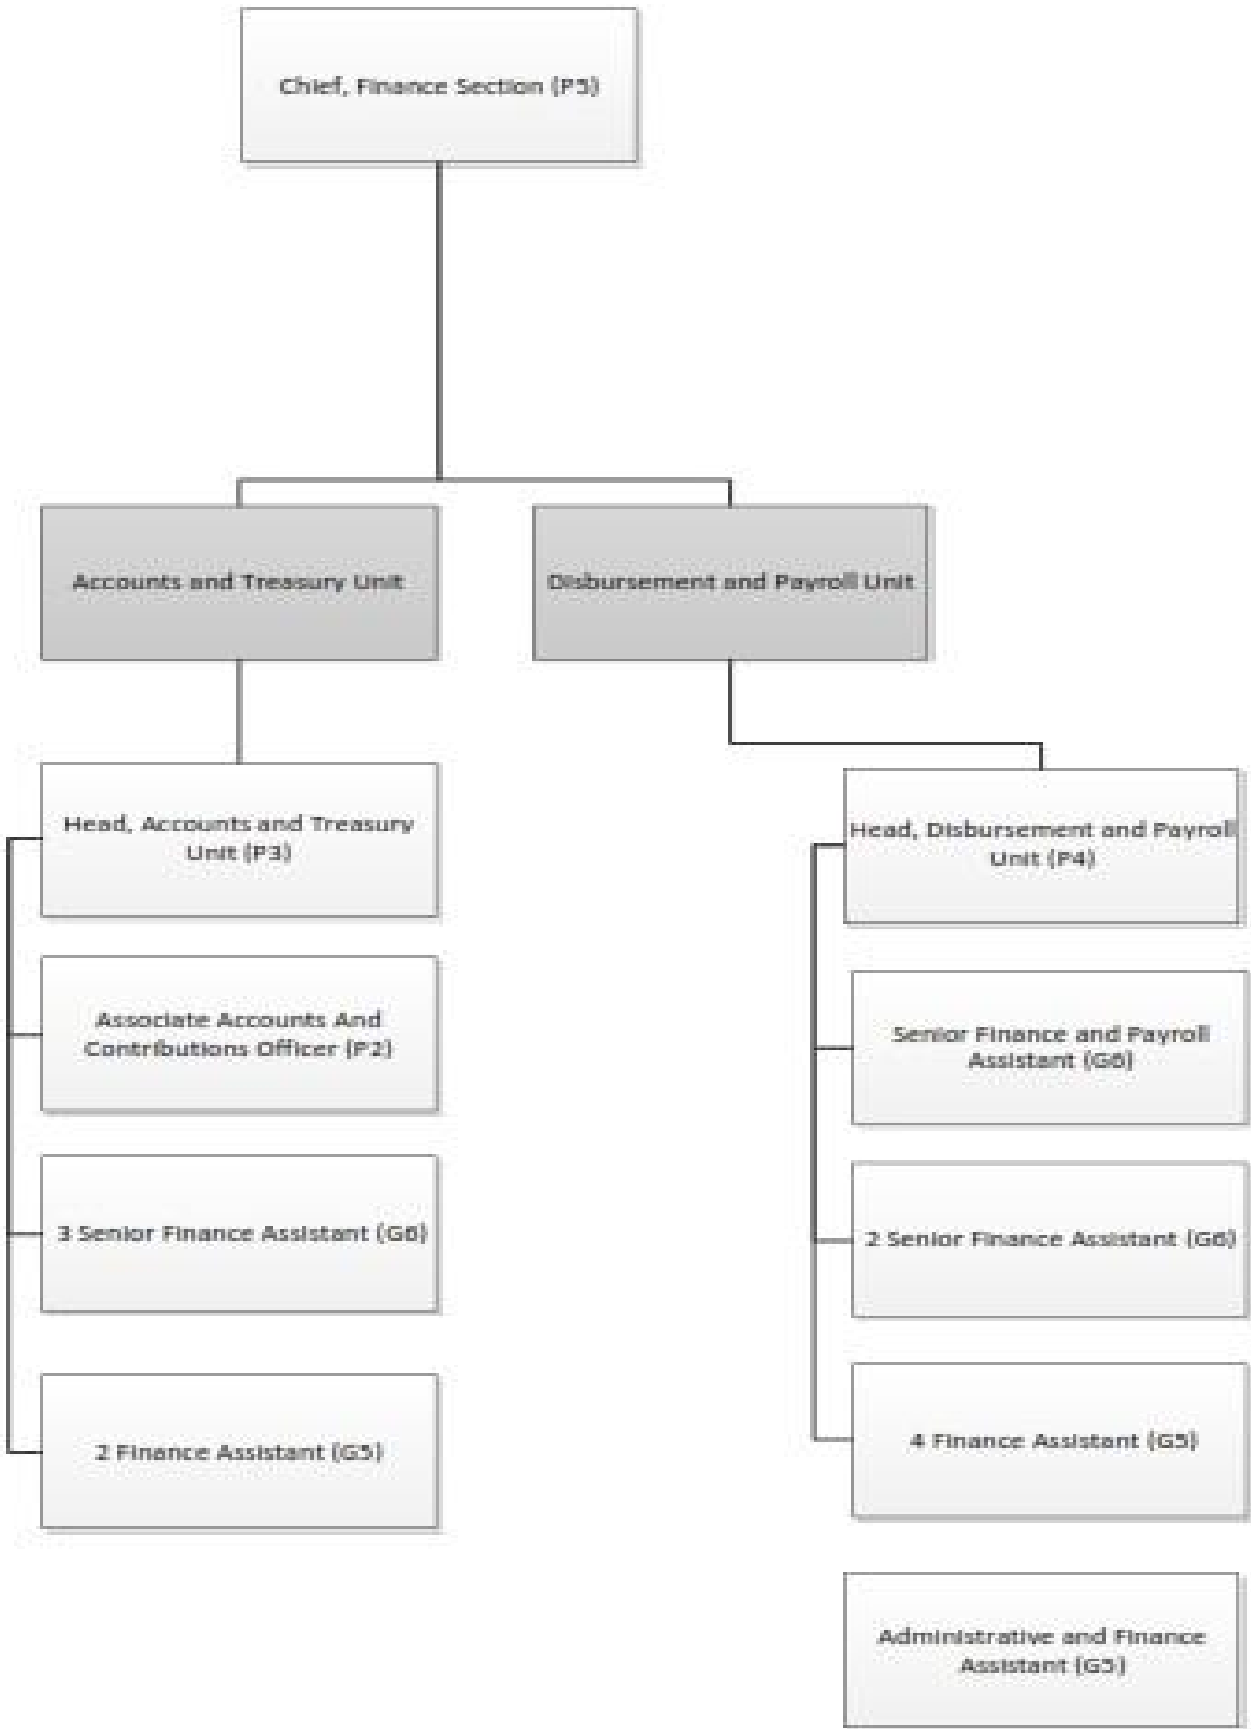 Chief, Finance Section (P5)
Accounts and Treasury Unit
Disbursement and Payroll Unit
Head, Accounts and Treasury
Unit (P3)
Associate Accounts And
Contributions Officer (P2)
3 Senior Finance Assistant (G6)
2 Finance Assistant (G5)
Head, Disbursement and Payroll
Unit (P4)
Senior Finance and Payroll
Assistant (G6)
2 Senior Finance Assistant (G6)
4 Finance Assistant (G5)
Administrative and Finance
Assistant (G5)